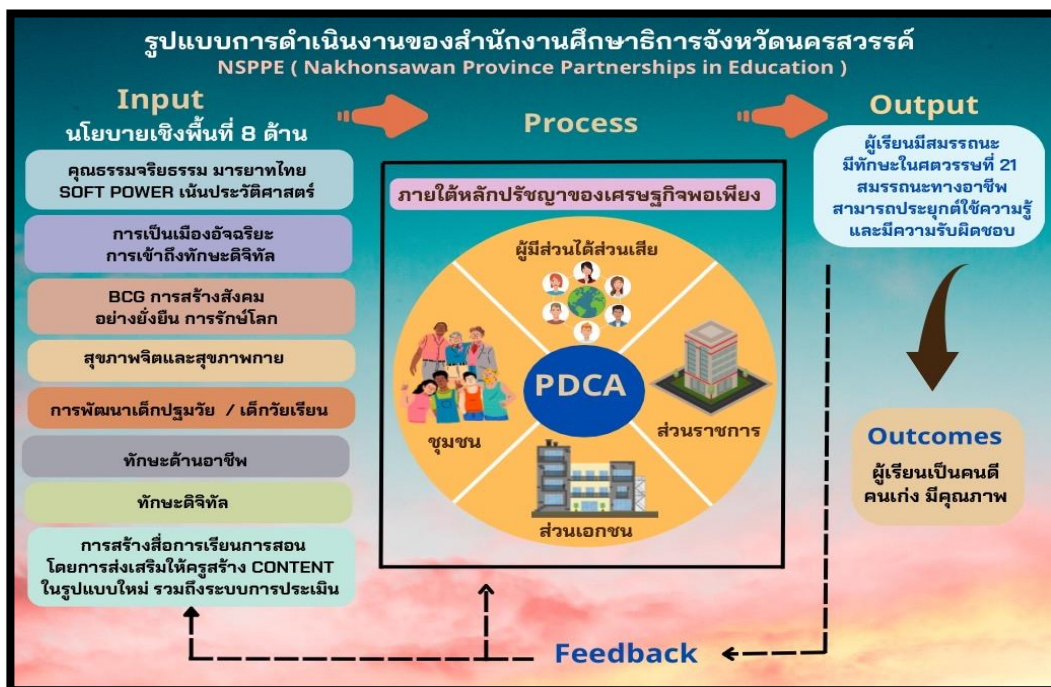 รูปแบบการดำเนินงานของสำนักงานศึกษาธิการจังหวัดนครสวรรค์
NSPPE ( Nakhonsawan Province Partnerships in Education )
Input
นโยบายเชิงพื้นที่ 8 ด้าน
คุณธรรมจริยธรรม มารยาทไทย
SOFT POWER เน้นประวัติศาสตร์
การเป็นเมืองอัจฉริยะ
การเข้าถึงทักษะดิจิทัล
BCG การสร้างสังคม
อย่างยั่งยืน การรักษ์โลก
สุขภาพจิตและสุขภาพกาย
การพัฒนาเด็กปฐมวัย / เด็กวัยเรียน
ทักษะด้านอาชีพ
ทักษะดิจิทัล
การสร้างสื่อการเรียนการสอน
โดยการส่งเสริมให้ครูสร้าง CONTENT
ในรูปแบบใหม่ รวมถึงระบบการประเมิน
Process
ภายใต้หลักปรัชญาของเศรษฐกิจพอเพียง
ผู้มีส่วนได้ส่วนเสีย
PDCA
ชุมชน
ส่วนราชการ
ส่วนเอกชน
Output
ผู้เรียนมีสมรรถนะ
มีทักษะในศตวรรษที่ 21
สมรรถนะทางอาชีพ
สามารถประยุกต์ใช้ความรู้
และมีความรับผิดชอบ
Outcomes
ผู้เรียนเป็นคนดี
คนเก่ง มีคุณภาพ
Feedback